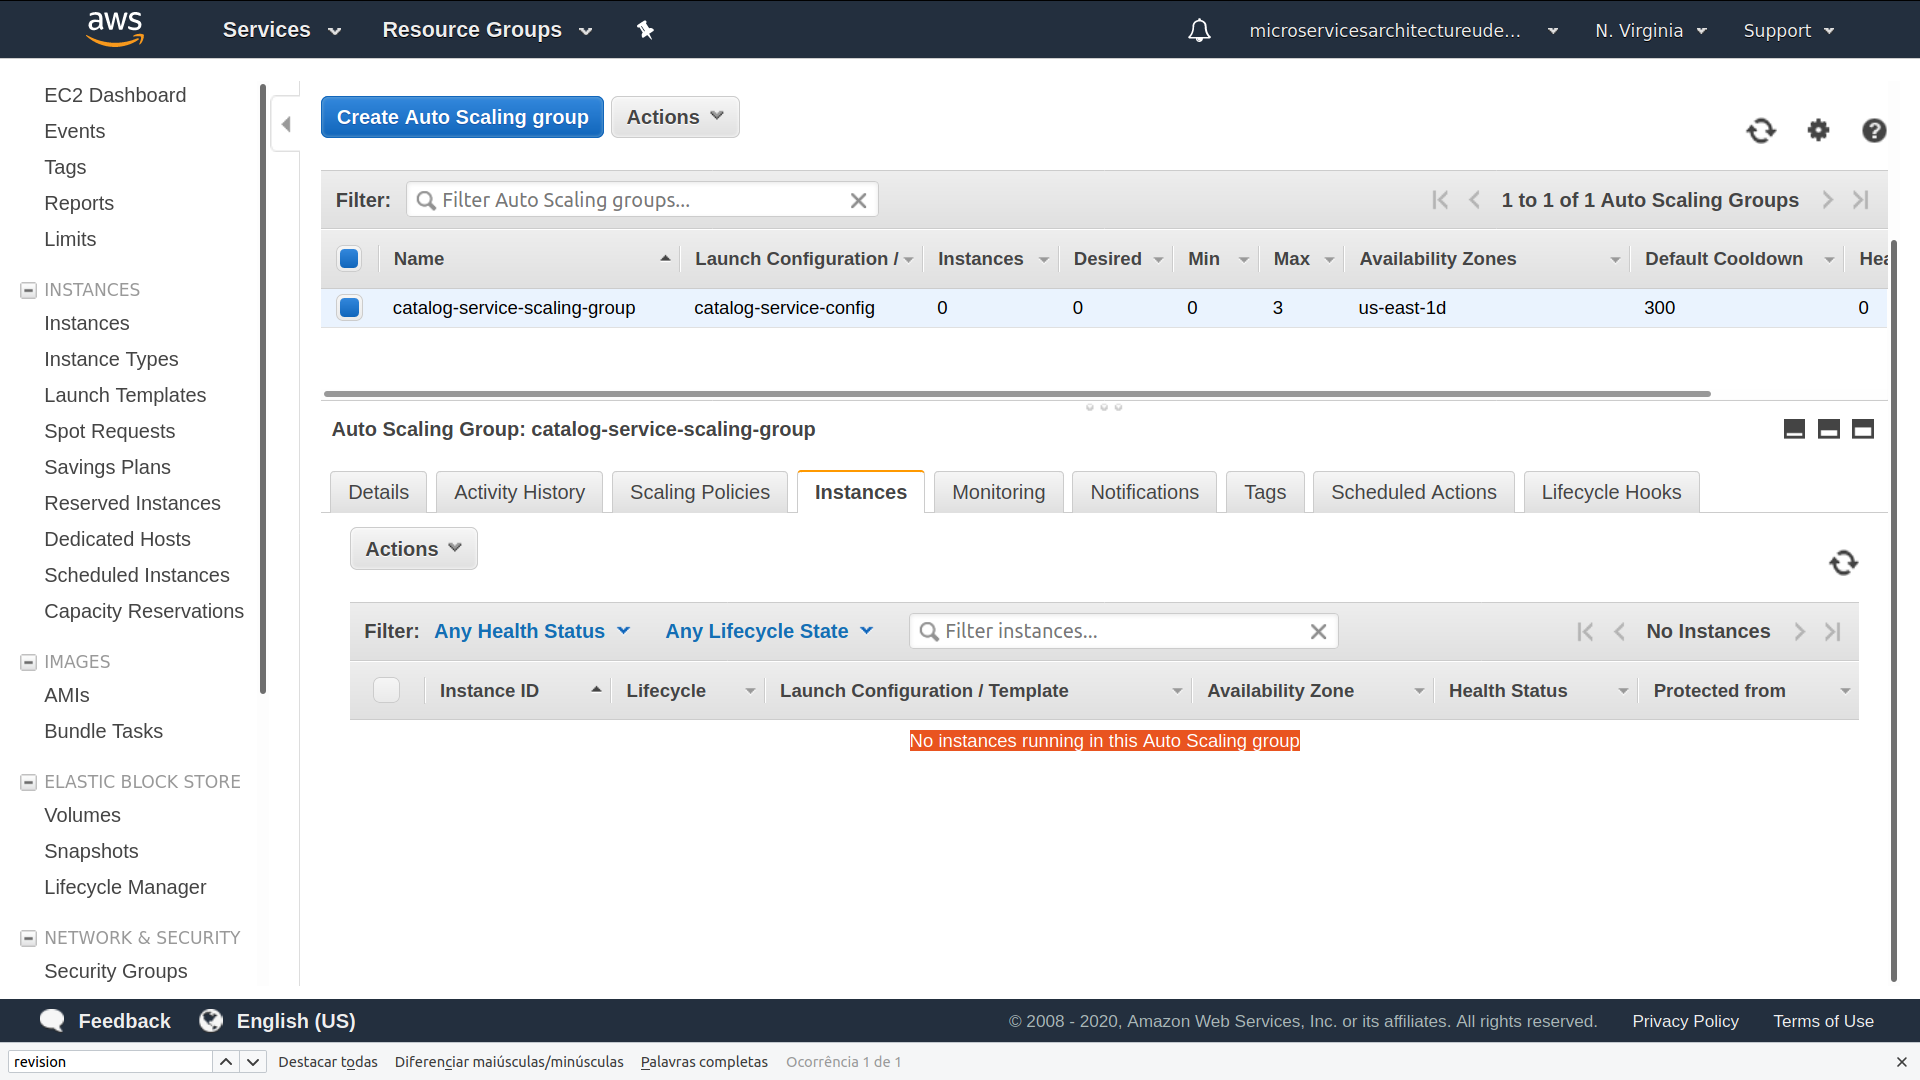 aws Services Resource Groups microservicesarchitectureude... N. Virginia Support
EC2 Dashboard
Events
Tags
Reports
Limits
INSTANCES
Instances
Instance Types
Launch Templates
Spot Requests
Savings Plans
Reserved Instances
Dedicated Hosts
Scheduled Instances
Capacity Reservations
IMAGES
AMIs
Bundle Tasks
ELASTIC BLOCK STORE
Volumes
Snapshots
Lifecycle Manager
NETWORK & SECURITY
Security Groups
Create Auto Scaling group Actions
Filter: Filter Auto Scaling groups... 1 to 1 of 1 Auto Scaling Groups
Name Launch Configuration / Instances Desired Min Max Availability Zones Default Cooldown Hea
catalog-service-scaling-group catalog-service-config 0 0 0 3 us-east-1d 300 0
Auto Scaling Group: catalog-service-scaling-group
Details Activity History Scaling Policies Instances Monitoring Notifications Tags Scheduled Actions Lifecycle Hooks
Actions
Filter: Any Health Status Any Lifecycle State Filter instances... No Instances
Instance ID Lifecycle Launch Configuration / Template Availability Zone Health Status Protected from
No instances running in this Auto Scaling group
Feedback English (US) © 2008 - 2020, Amazon Web Services, Inc. or its affiliates. All rights reserved. Privacy Policy Terms of Use
revision Destacar todas Diferenciar maiúsculas/minúsculas Palavras completas Ocorrência 1 de 1